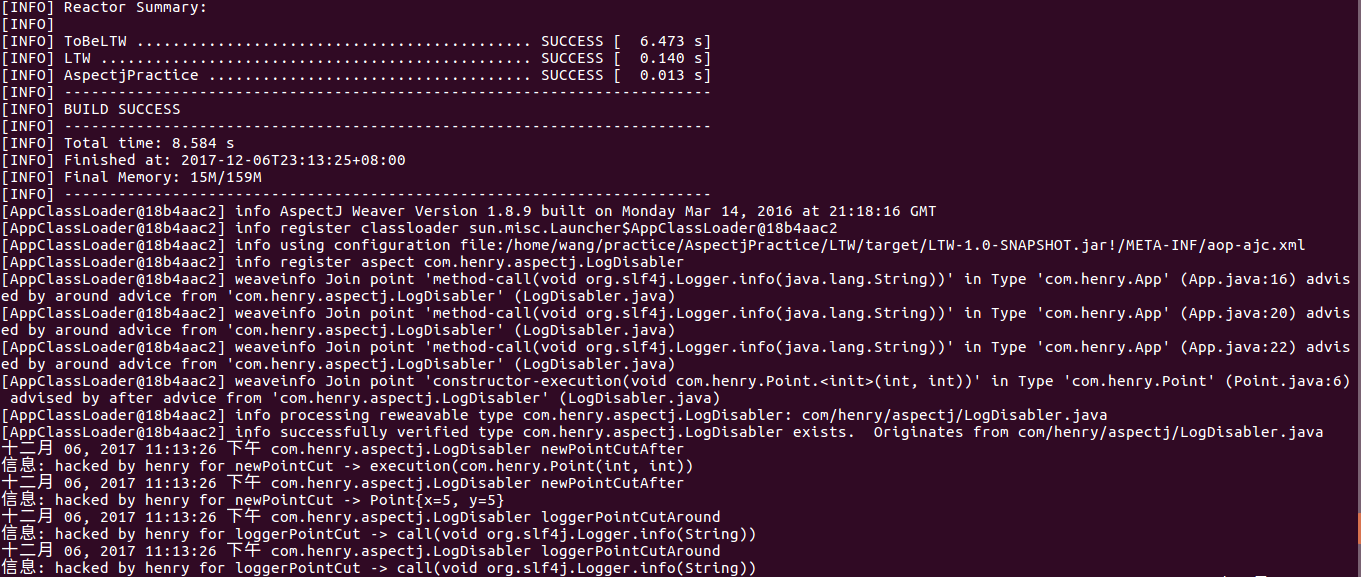 [INFO] Reactor Summary:
[INFO]
[INFO] ToBeLTW ............................................ SUCCESS [  6.473 s]
[INFO] LTW ................................................ SUCCESS [  0.140 s]
[INFO] AspectjPractice .................................... SUCCESS [  0.013 s]
[INFO] ------------------------------------------------------------------------
[INFO] BUILD SUCCESS
[INFO] ------------------------------------------------------------------------
[INFO] Total time: 8.584 s
[INFO] Finished at: 2017-12-06T23:13:25+08:00
[INFO] Final Memory: 15M/159M
[INFO] ------------------------------------------------------------------------
[AppClassLoader@18b4aac2] info AspectJ Weaver Version 1.8.9 built on Monday Mar 14, 2016 at 21:18:16 GMT
[AppClassLoader@18b4aac2] info register classloader sun.misc.Launcher$AppClassLoader@18b4aac2
[AppClassLoader@18b4aac2] info using configuration file:/home/wang/practice/AspectjPractice/LTW/target/LTW-1.0-SNAPSHOT.jar!/META-INF/aop-ajc.xml
[AppClassLoader@18b4aac2] info register aspect com.henry.aspectj.LogDisabler
[AppClassLoader@18b4aac2] weaveinfo Join point 'method-call(void org.slf4j.Logger.info(java.lang.String))' in Type 'com.henry.App' (App.java:16) advis
ed by around advice from 'com.henry.aspectj.LogDisabler' (LogDisabler.java)
[AppClassLoader@18b4aac2] weaveinfo Join point 'method-call(void org.slf4j.Logger.info(java.lang.String))' in Type 'com.henry.App' (App.java:20) advis
ed by around advice from 'com.henry.aspectj.LogDisabler' (LogDisabler.java)
[AppClassLoader@18b4aac2] weaveinfo Join point 'method-call(void org.slf4j.Logger.info(java.lang.String))' in Type 'com.henry.App' (App.java:22) advis
ed by around advice from 'com.henry.aspectj.LogDisabler' (LogDisabler.java)
[AppClassLoader@18b4aac2] weaveinfo Join point 'constructor-execution(void com.henry.Point.<init>(int, int))' in Type 'com.henry.Point' (Point.java:6)
 advised by after advice from 'com.henry.aspectj.LogDisabler' (LogDisabler.java)
[AppClassLoader@18b4aac2] info processing reweavable type com.henry.aspectj.LogDisabler: com/henry/aspectj/LogDisabler.java
[AppClassLoader@18b4aac2] info successfully verified type com.henry.aspectj.LogDisabler exists.  Originates from com/henry/aspectj/LogDisabler.java
十二月 06, 2017 11:13:26 下午 com.henry.aspectj.LogDisabler newPointCutAfter
信息: hacked by henry for newPointCut -> execution(com.henry.Point(int, int))
十二月 06, 2017 11:13:26 下午 com.henry.aspectj.LogDisabler newPointCutAfter
信息: hacked by henry for newPointCut -> Point{x=5, y=5}
十二月 06, 2017 11:13:26 下午 com.henry.aspectj.LogDisabler loggerPointCutAround
信息: hacked by henry for loggerPointCut -> call(void org.slf4j.Logger.info(String))
十二月 06, 2017 11:13:26 下午 com.henry.aspectj.LogDisabler loggerPointCutAround
信息: hacked by henry for loggerPointCut -> call(void org.slf4j.Logger.info(String))